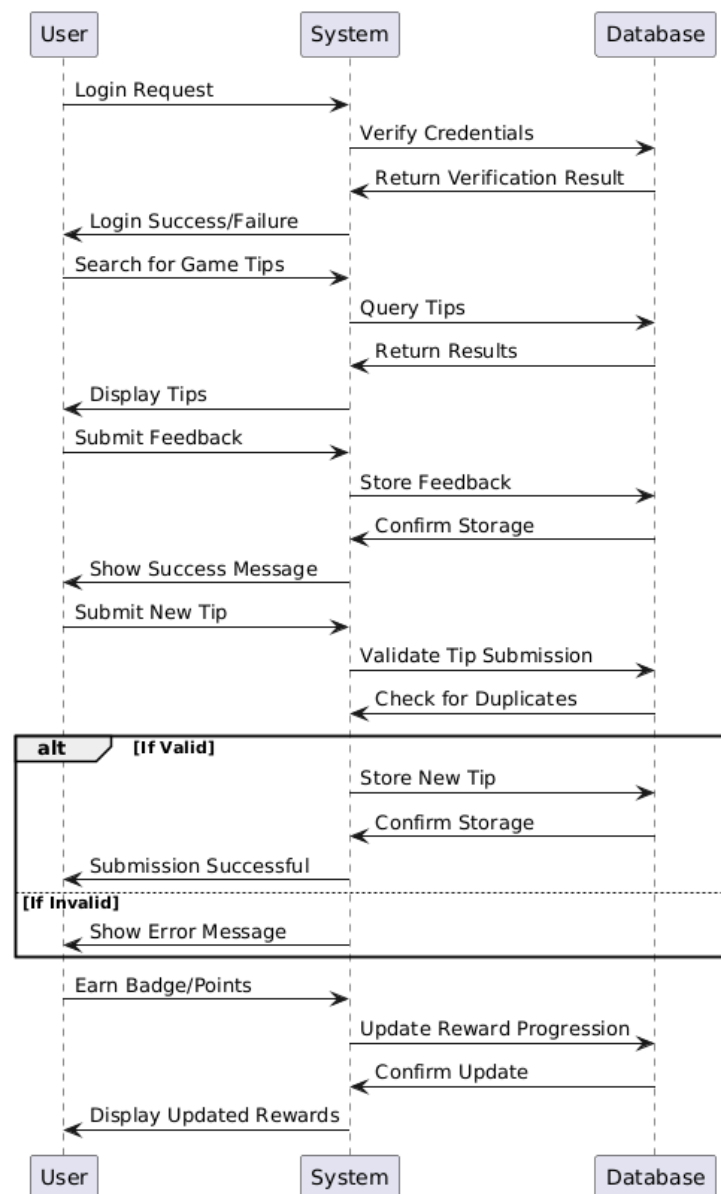 User System Database
Login Request
Verify Credentials
Return Verification Result
Login Success/Failure
Search for Game Tips
Query Tips
Return Results
Display Tips
Submit Feedback
Store Feedback
Confirm Storage
Show Success Message
Submit New Tip
Validate Tip Submission
Check for Duplicates
alt [If Valid]
Store New Tip
Confirm Storage
Submission Successful
[If Invalid]
Show Error Message
Earn Badge/Points
Update Reward Progression
Confirm Update
Display Updated Rewards
User System Database